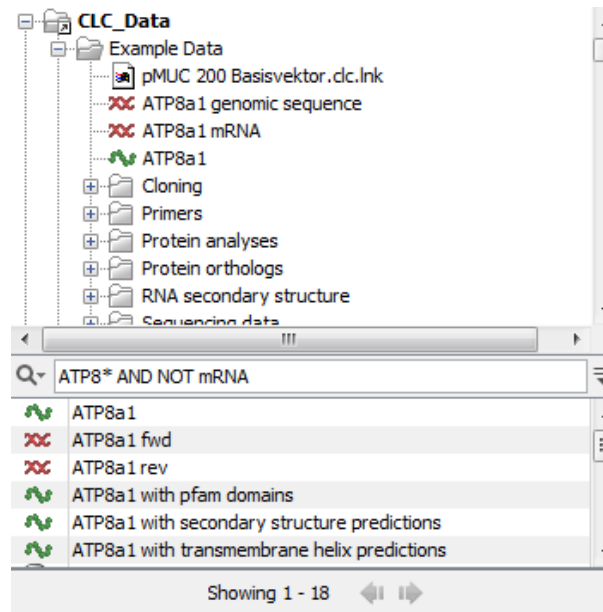 CLC_Data
Example Data
pMUC 200 Basisvektor.clc.lnk
ATP8a1 genomic sequence
ATP8a1 mRNA
ATP8a1
Cloning
Primers
Protein analyses
Protein orthologs
RNA secondary structure
Sequencing data
ATP8* AND NOT mRNA
ATP8a1
ATP8a1 fwd
ATP8a1 rev
ATP8a1 with pfam domains
ATP8a1 with secondary structure predictions
ATP8a1 with transmembrane helix predictions
Showing 1 - 18